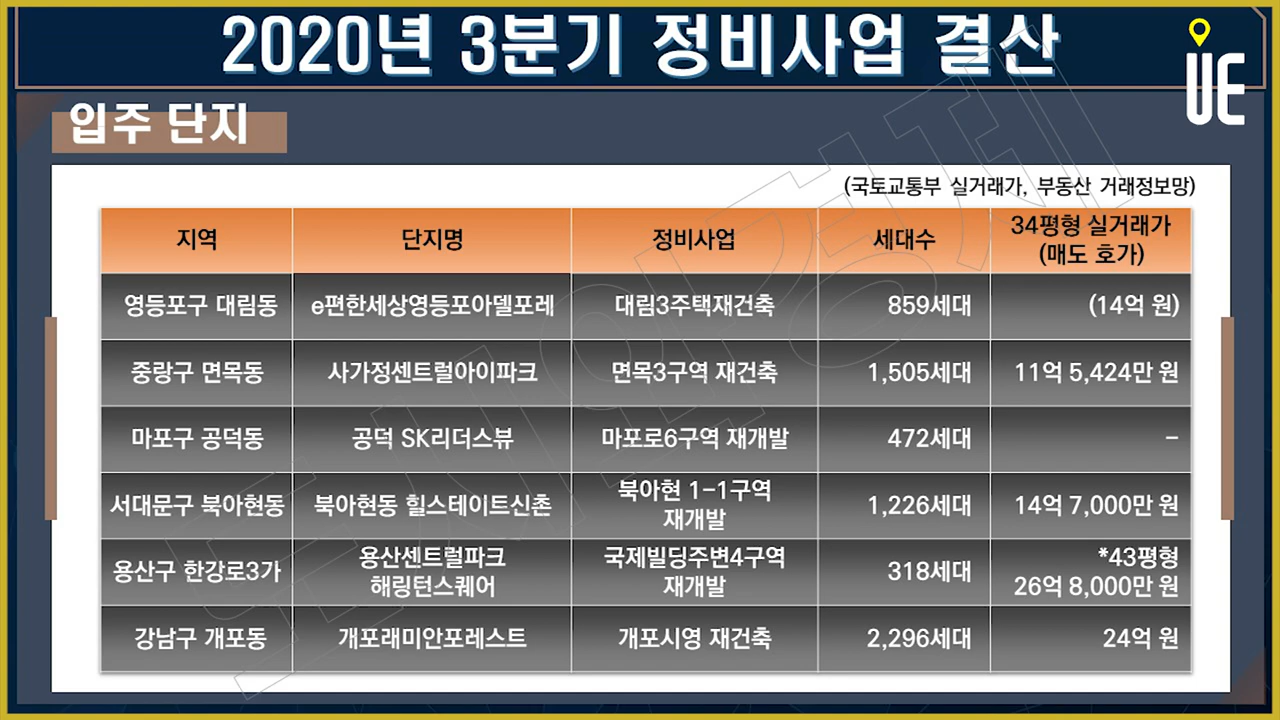 2020년 3분기 정비사업 결산
UE
입주 단지
(국토교통부 실거래가, 부동산 거래정보망)
지역 단지명 정비사업 세대수 34평형 실거래가
(매도 호가)
영등포구 대림동 e편한세상영등포아델포레 대림3주택재건축 859세대 (14억 원)
중랑구 면목동 사가정센트럴아이파크 면목3구역 재건축 1,505세대 11억 5,424만 원
마포구 공덕동 공덕 SK리더스뷰 마포로6구역 재개발 472세대 -
서대문구 북아현동 북아현동 힐스테이트신촌 북아현 1-1구역
재개발 1,226세대 14억 7,000만 원
용산구 한강로3가 용산센트럴파크
해링턴스퀘어 국제빌딩주변4구역
재개발 318세대 *43평형
26억 8,000만 원
강남구 개포동 개포래미안포레스트 개포시영 재건축 2,296세대 24억 원
도시와경제